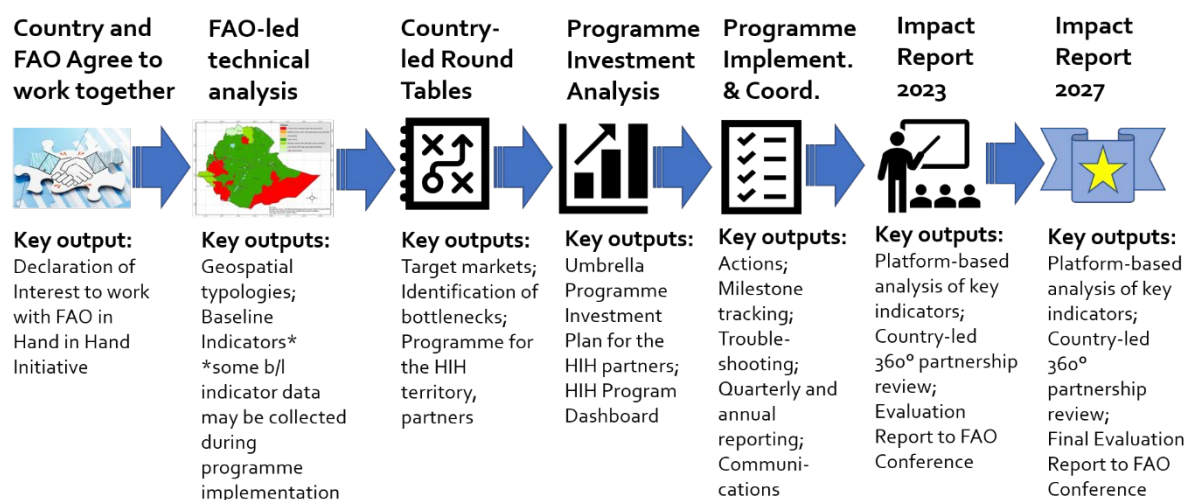 Country and
FAO Agree to
work together
Key output:
Declaration of
Interest to work
with FAO in
Hand in Hand
Initiative
FAO-led
technical
analysis
Key outputs:
Geospatial
typologies;
Baseline
Indicators*
*some b/l
indicator data
may be collected
during
programme
implementation
Country-
led Round
Tables
Key outputs:
Target markets;
Identification of
bottlenecks;
Programme for
the HIH
territory,
partners
Programme
Investment
Analysis
Key outputs:
Umbrella
Programme
Investment
Plan for the
HIH partners;
HIH Program
Dashboard
Programme
Implement.
& Coord.
Key outputs:
Actions;
Milestone
tracking;
Trouble-
shooting;
Quarterly and
annual
reporting;
Communi-
cations
Impact
Report
2023
Key outputs:
Platform-based
analysis of key
indicators;
Country-led
360° partnership
review;
Evaluation
Report to FAO
Conference
Impact
Report
2027
Key outputs:
Platform-based
analysis of key
indicators;
Country-led
360°
partnership
review;
Final Evaluation
Report to FAO
Conference